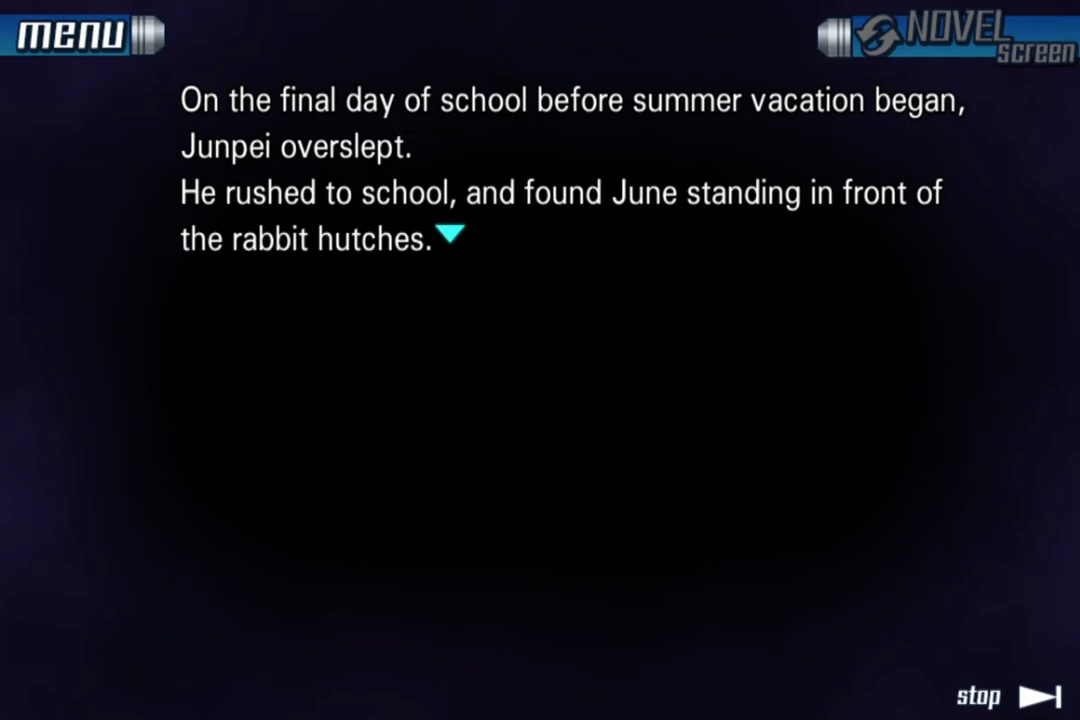 menu
NOVEL
screen
On the final day of school before summer vacation began,
Junpei overslept.
He rushed to school, and found June standing in front of
the rabbit hutches.
stop